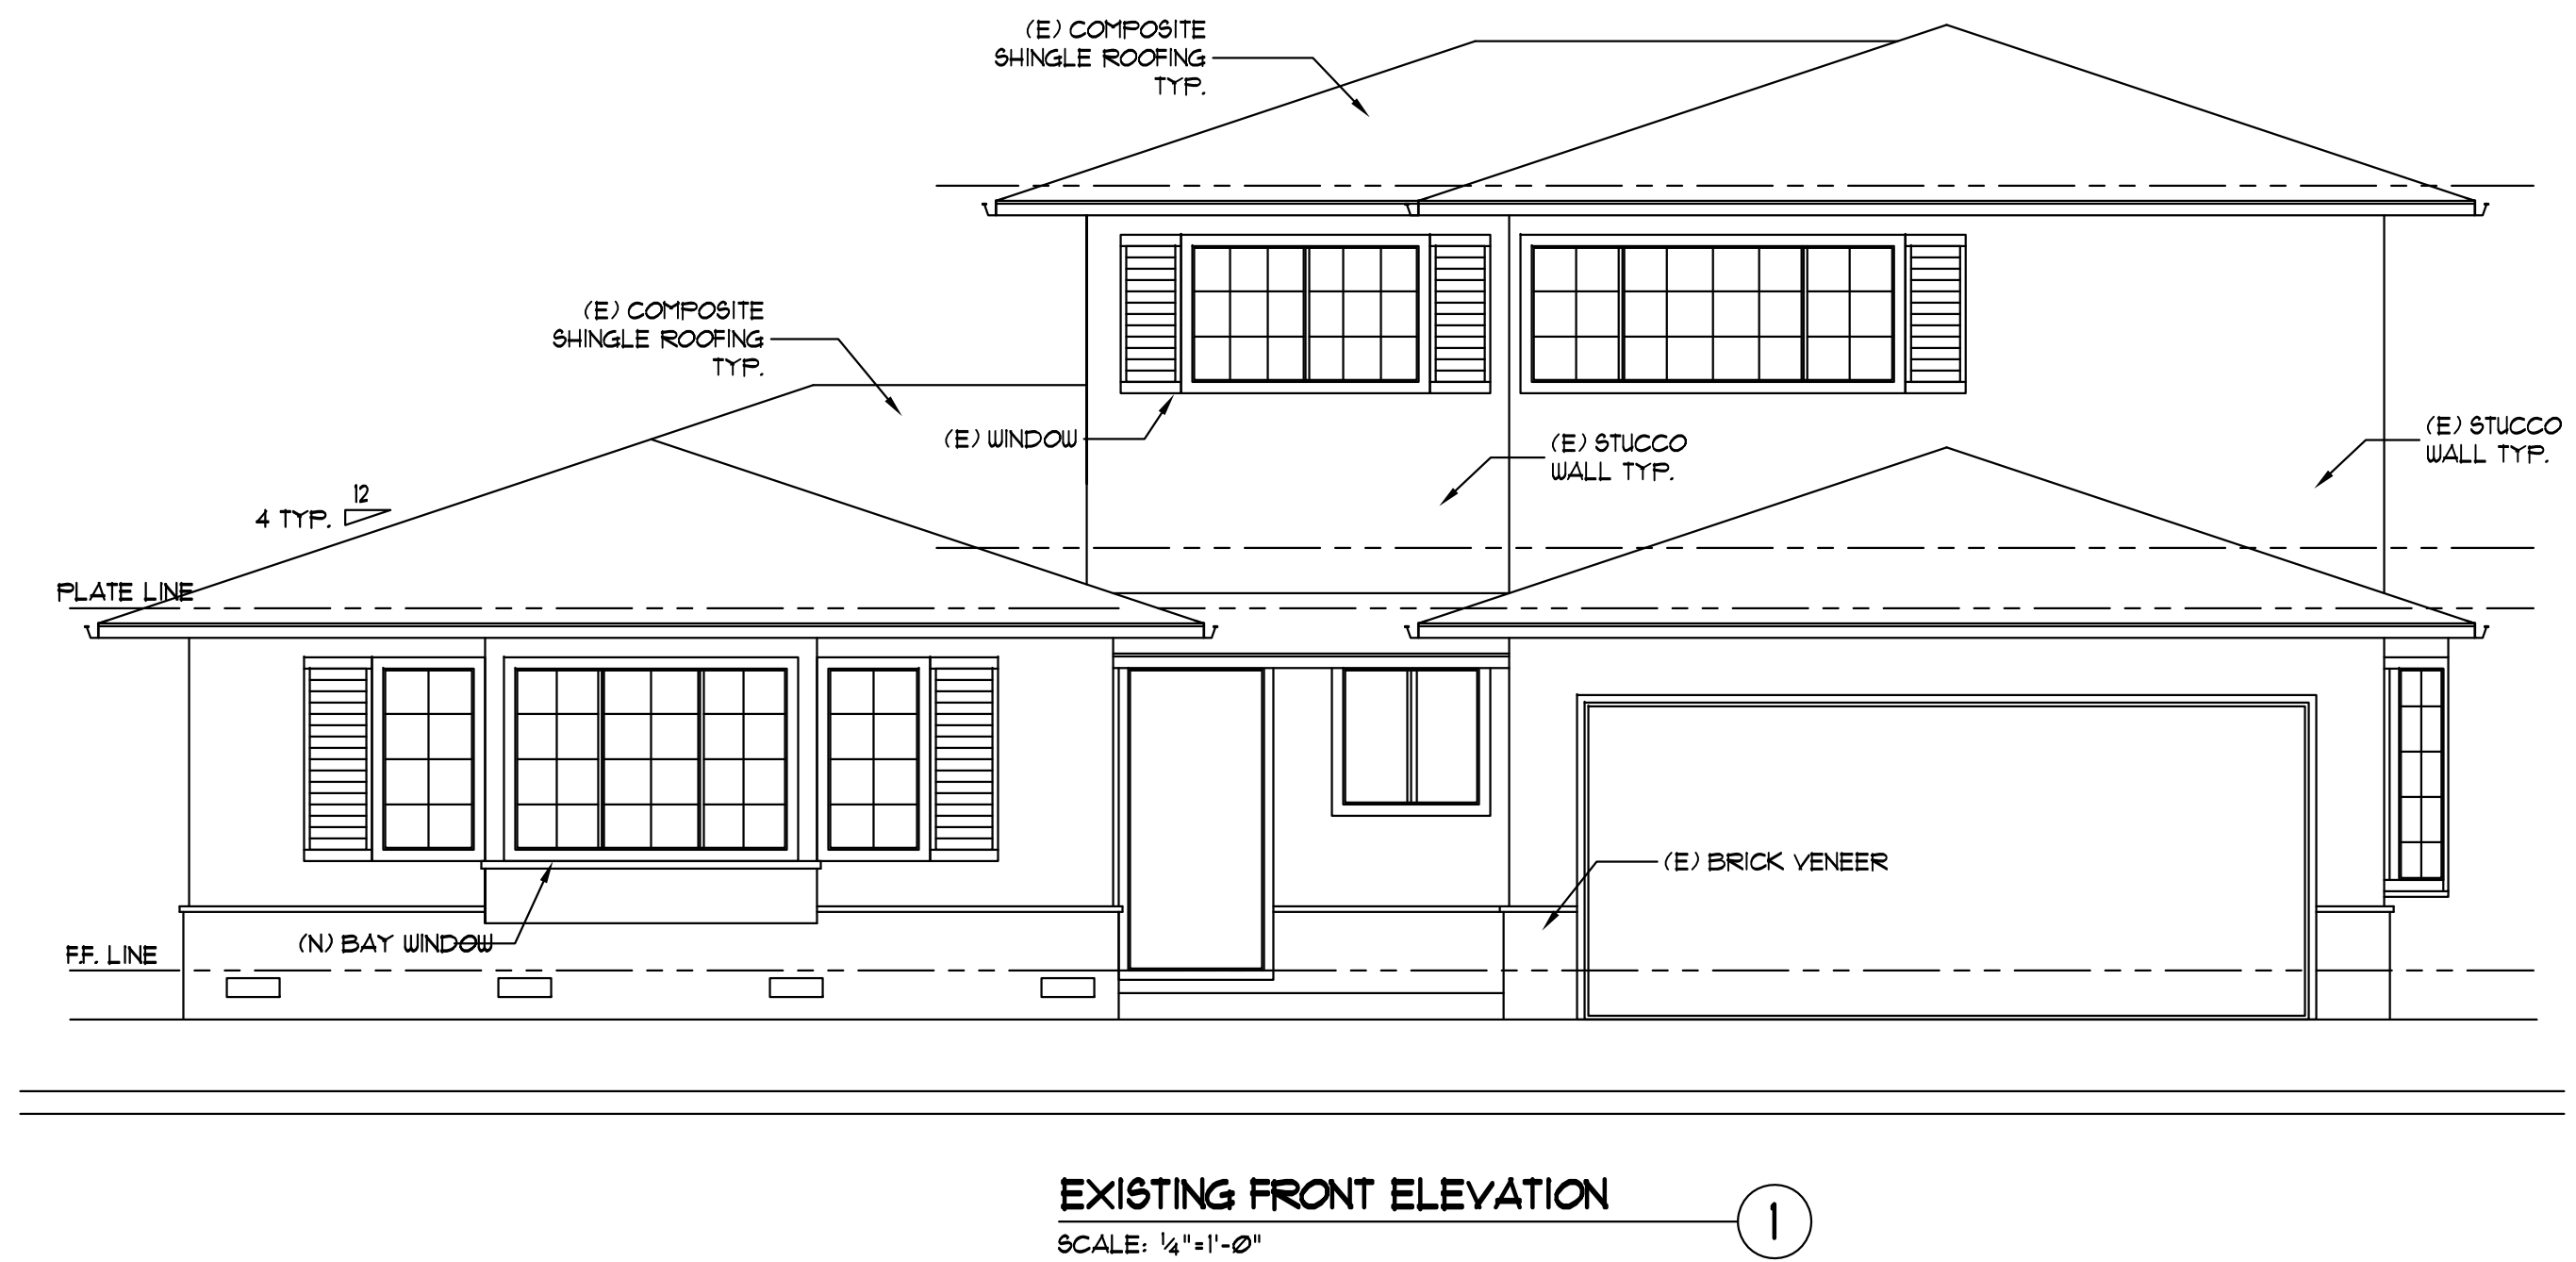 (E) COMPOSITE
SHINGLE ROOFING
TYP.
(E) COMPOSITE
SHINGLE ROOFING
TYP.
(E) WINDOW
(E) STUCCO
WALL TYP.
(E) STUCCO
WALL TYP.
12
4 TYP.
PLATE LINE
(E) BRICK VENEER
(N) BAY WINDOW
F.F. LINE
EXISTING FRONT ELEVATION
1
SCALE: 1/4"=1'-0"